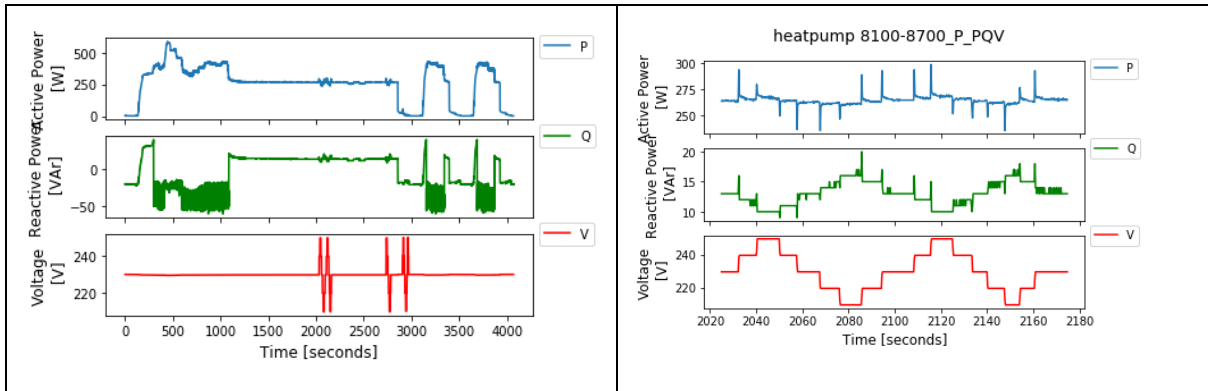 Active Power
[W]
500
250
0
P
Reactive Power
[VAr]
0
−50
Q
Voltage
[V]
240
220
V
0 500 1000 1500 2000 2500 3000 3500 4000
Time [seconds]
heatpump 8100-8700_P_PQV
Active Power
[W]
300
250
P
Reactive Power
[VAr]
20
15
10
Q
Voltage
[V]
240
220
V
2020 2040 2060 2080 2100 2120 2140 2160 2180
Time [seconds]